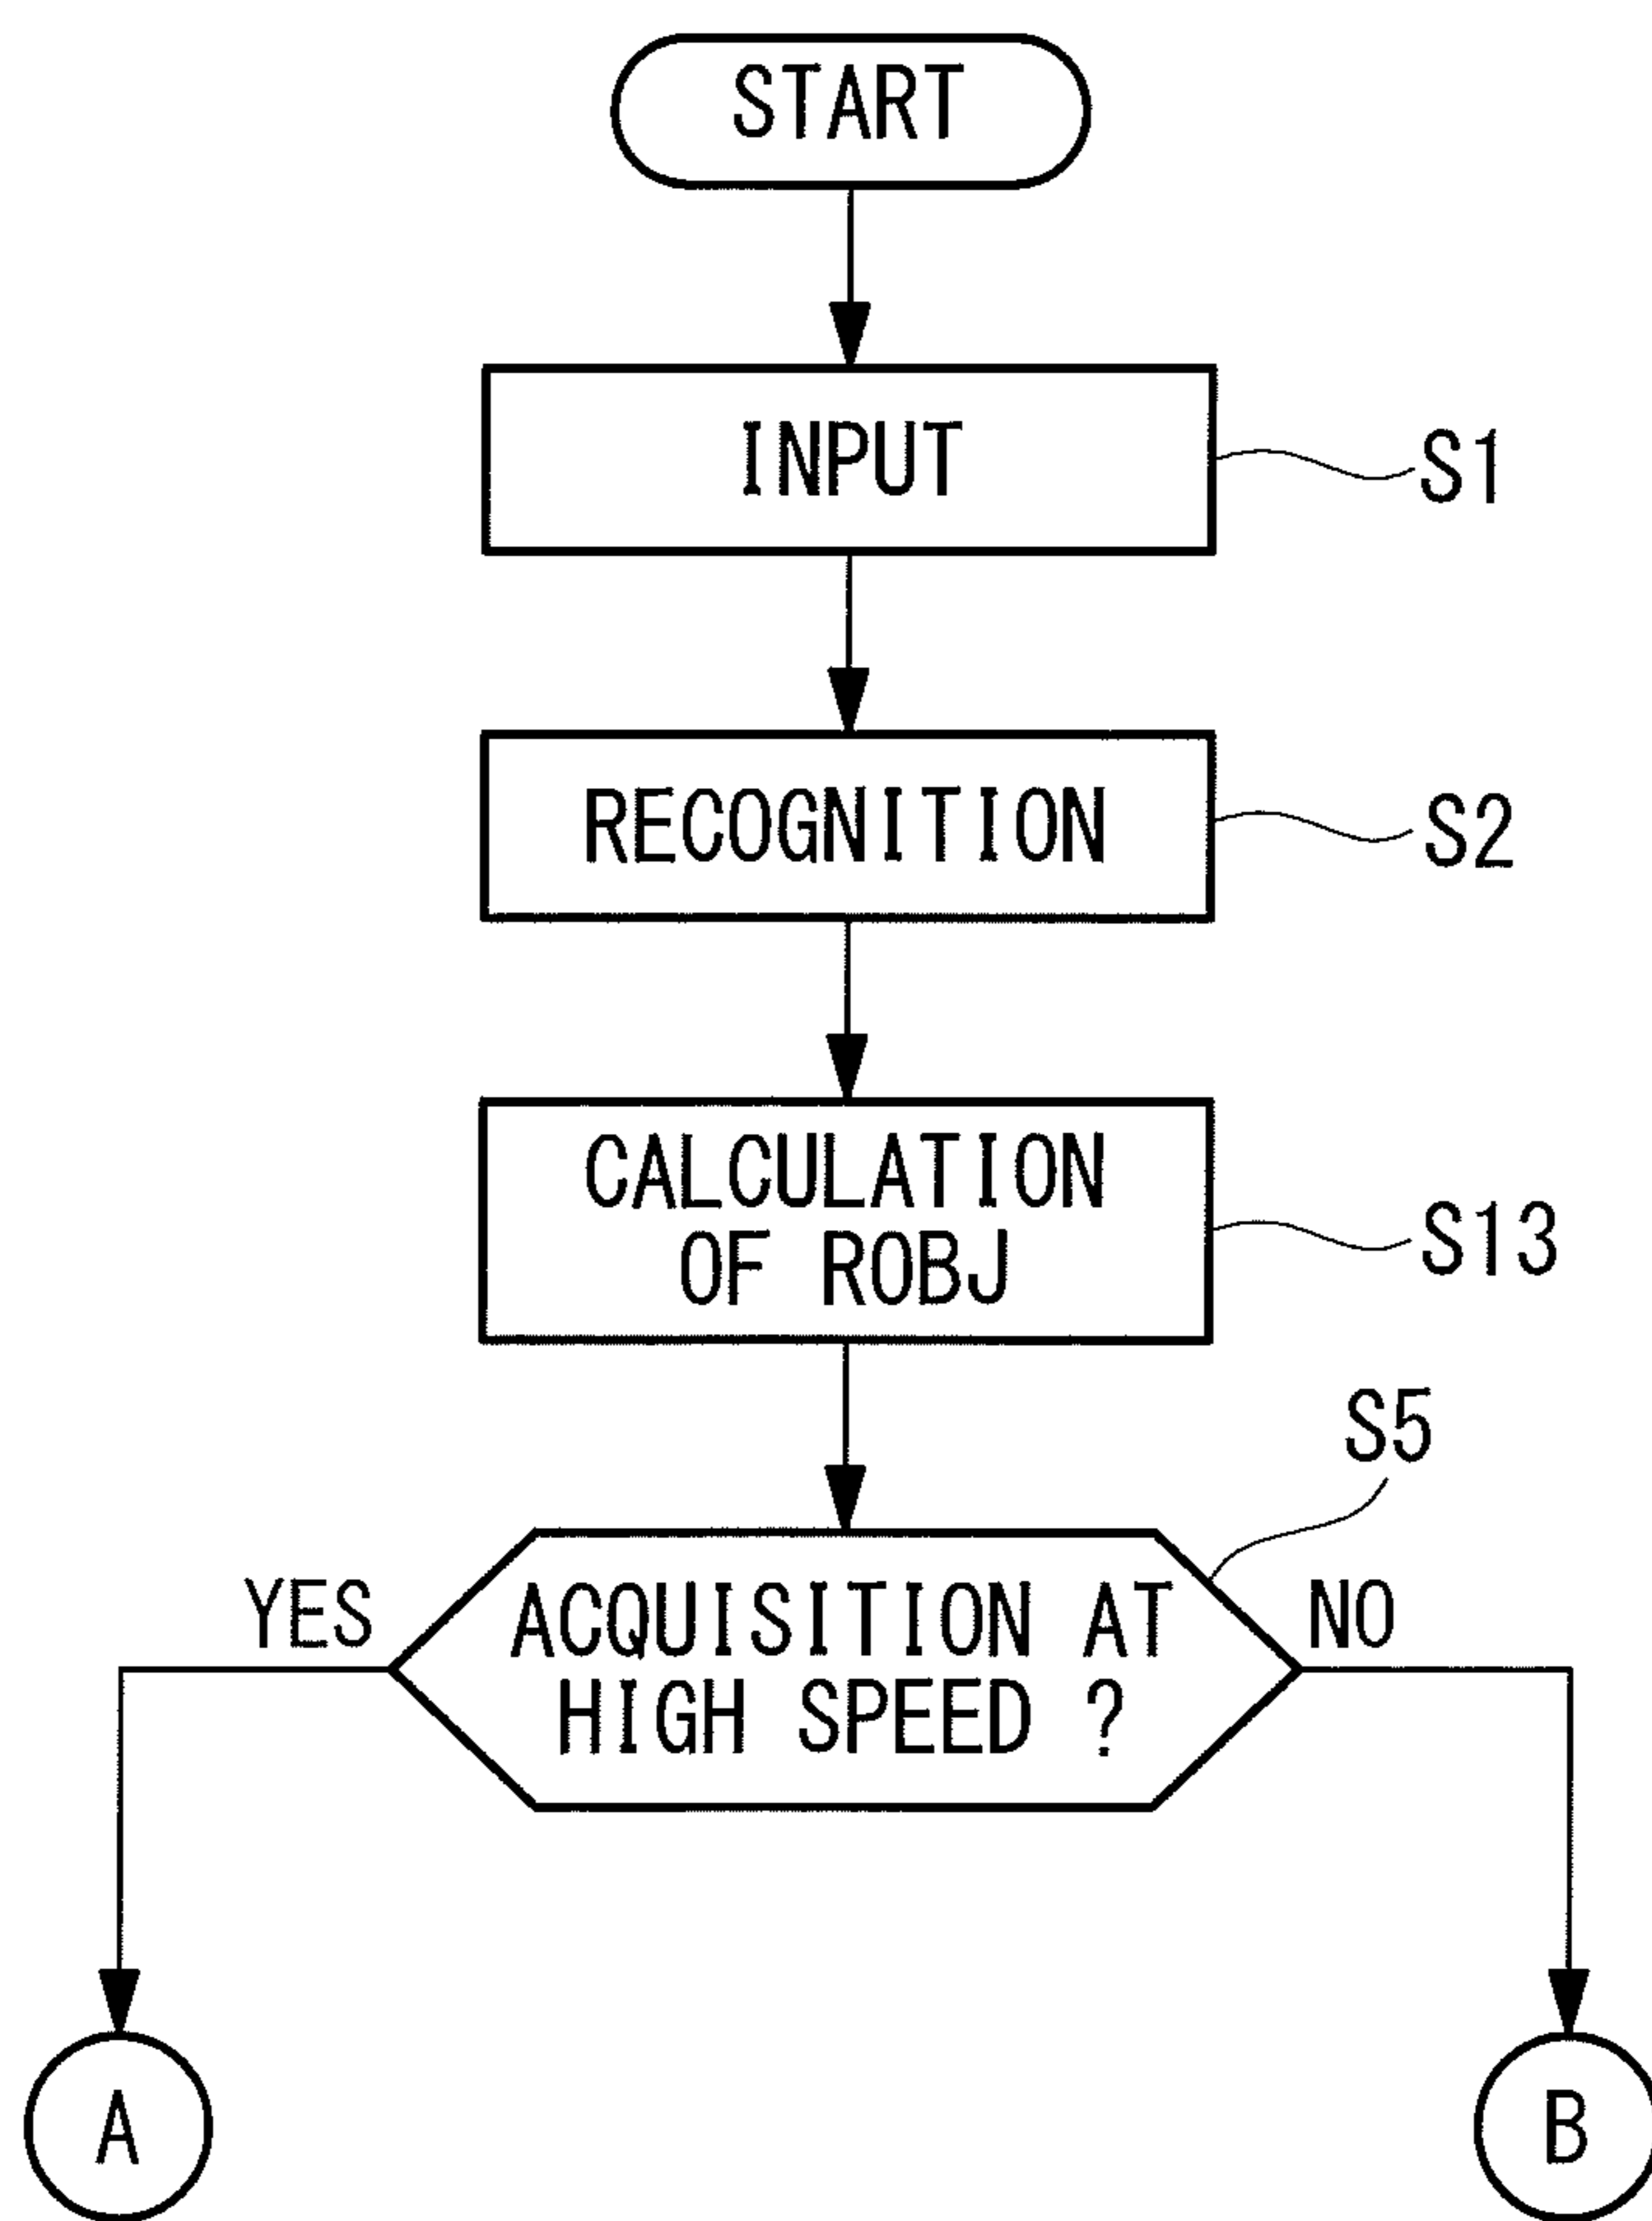 START
INPUT
S1
RECOGNITION
S2
CALCULATION
OF ROBJ
S13
S5
YES
ACQUISITION AT
HIGH SPEED ?
NO
A
B